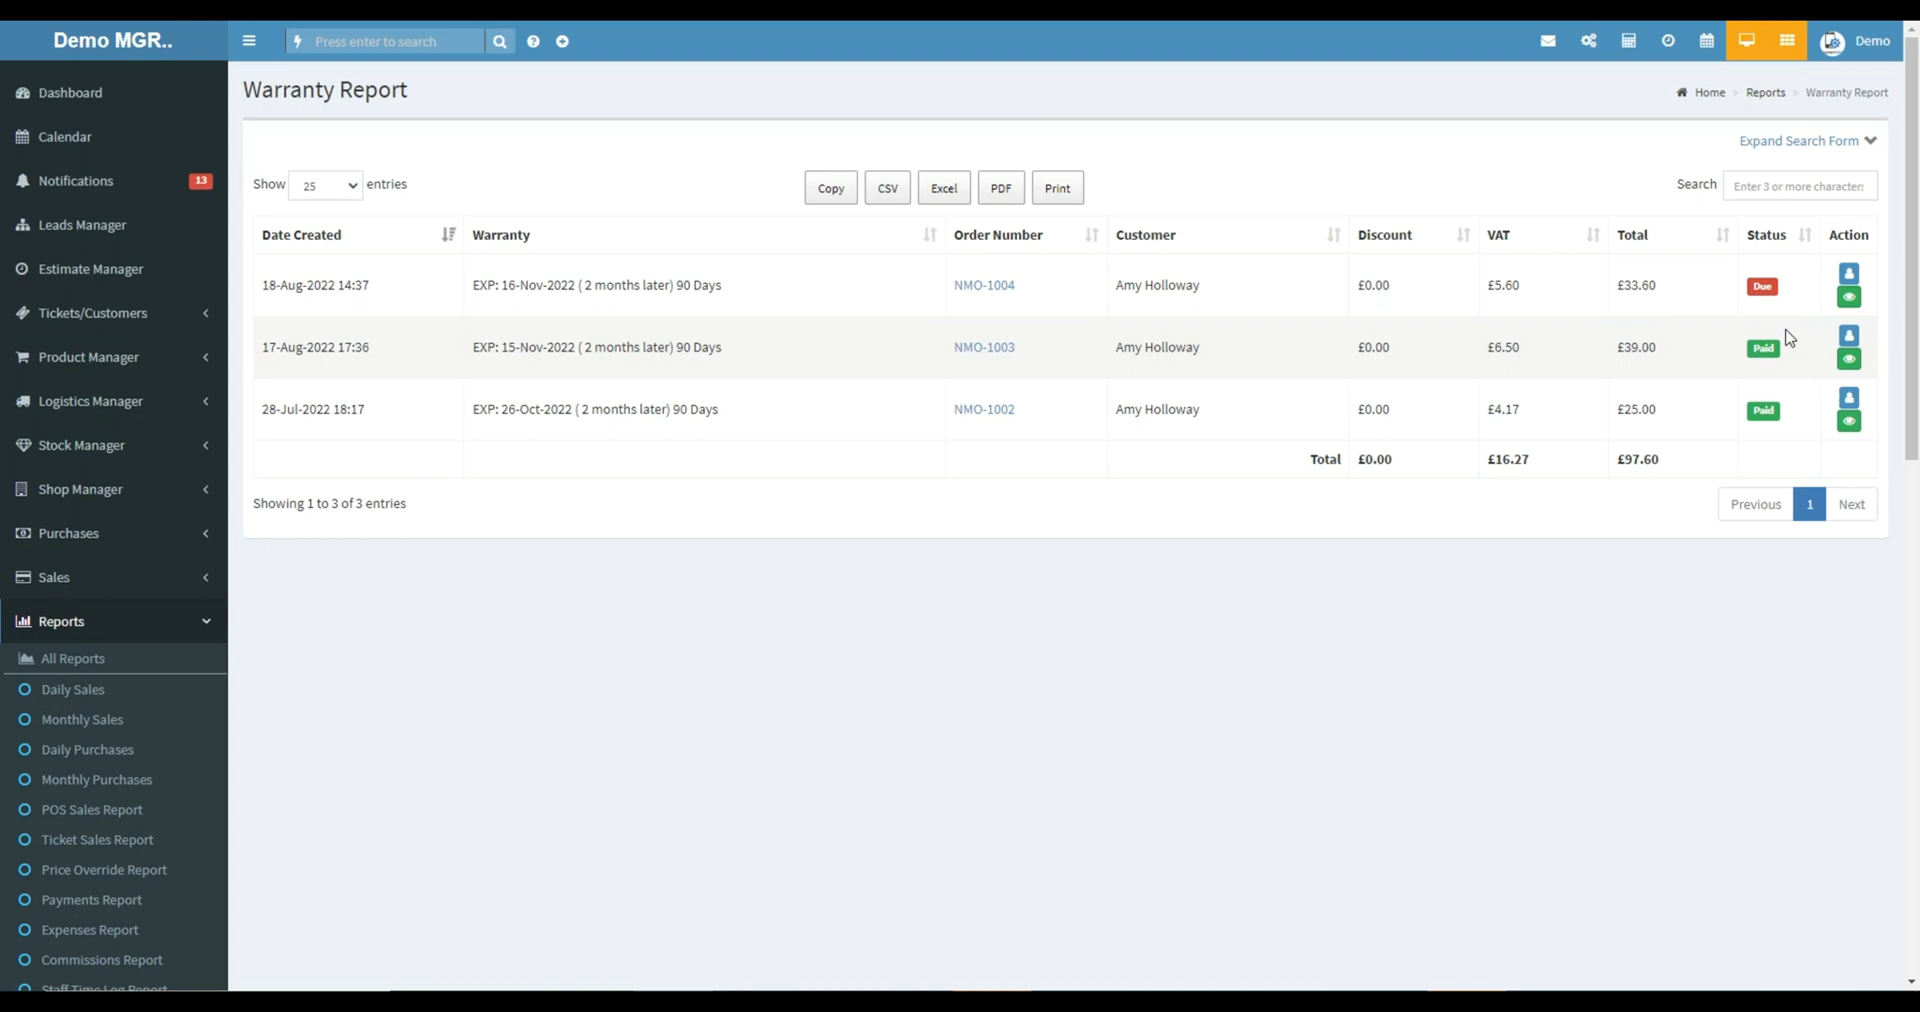 Demo MGR..
Press enter to search
Demo
Dashboard
Calendar
Notifications 13
Leads Manager
Estimate Manager
Tickets/Customers
Product Manager
Logistics Manager
Stock Manager
Shop Manager
Purchases
Sales
Reports
All Reports
Daily Sales
Monthly Sales
Daily Purchases
Monthly Purchases
POS Sales Report
Ticket Sales Report
Price Override Report
Payments Report
Expenses Report
Commissions Report
Staff Time Log Report
Warranty Report
Home > Reports > Warranty Report
Expand Search Form
Show 25 entries
Copy CSV Excel PDF Print
Search Enter 3 or more characters
Date Created Warranty Order Number Customer Discount VAT Total Status Action
18-Aug-2022 14:37 EXP: 16-Nov-2022 ( 2 months later) 90 Days NMO-1004 Amy Holloway £0.00 £5.60 £33.60 Due
17-Aug-2022 17:36 EXP: 15-Nov-2022 ( 2 months later) 90 Days NMO-1003 Amy Holloway £0.00 £6.50 £39.00 Paid
28-Jul-2022 18:17 EXP: 26-Oct-2022 ( 2 months later) 90 Days NMO-1002 Amy Holloway £0.00 £4.17 £25.00 Paid
Total £0.00 £16.27 £97.60
Showing 1 to 3 of 3 entries
Previous 1 Next